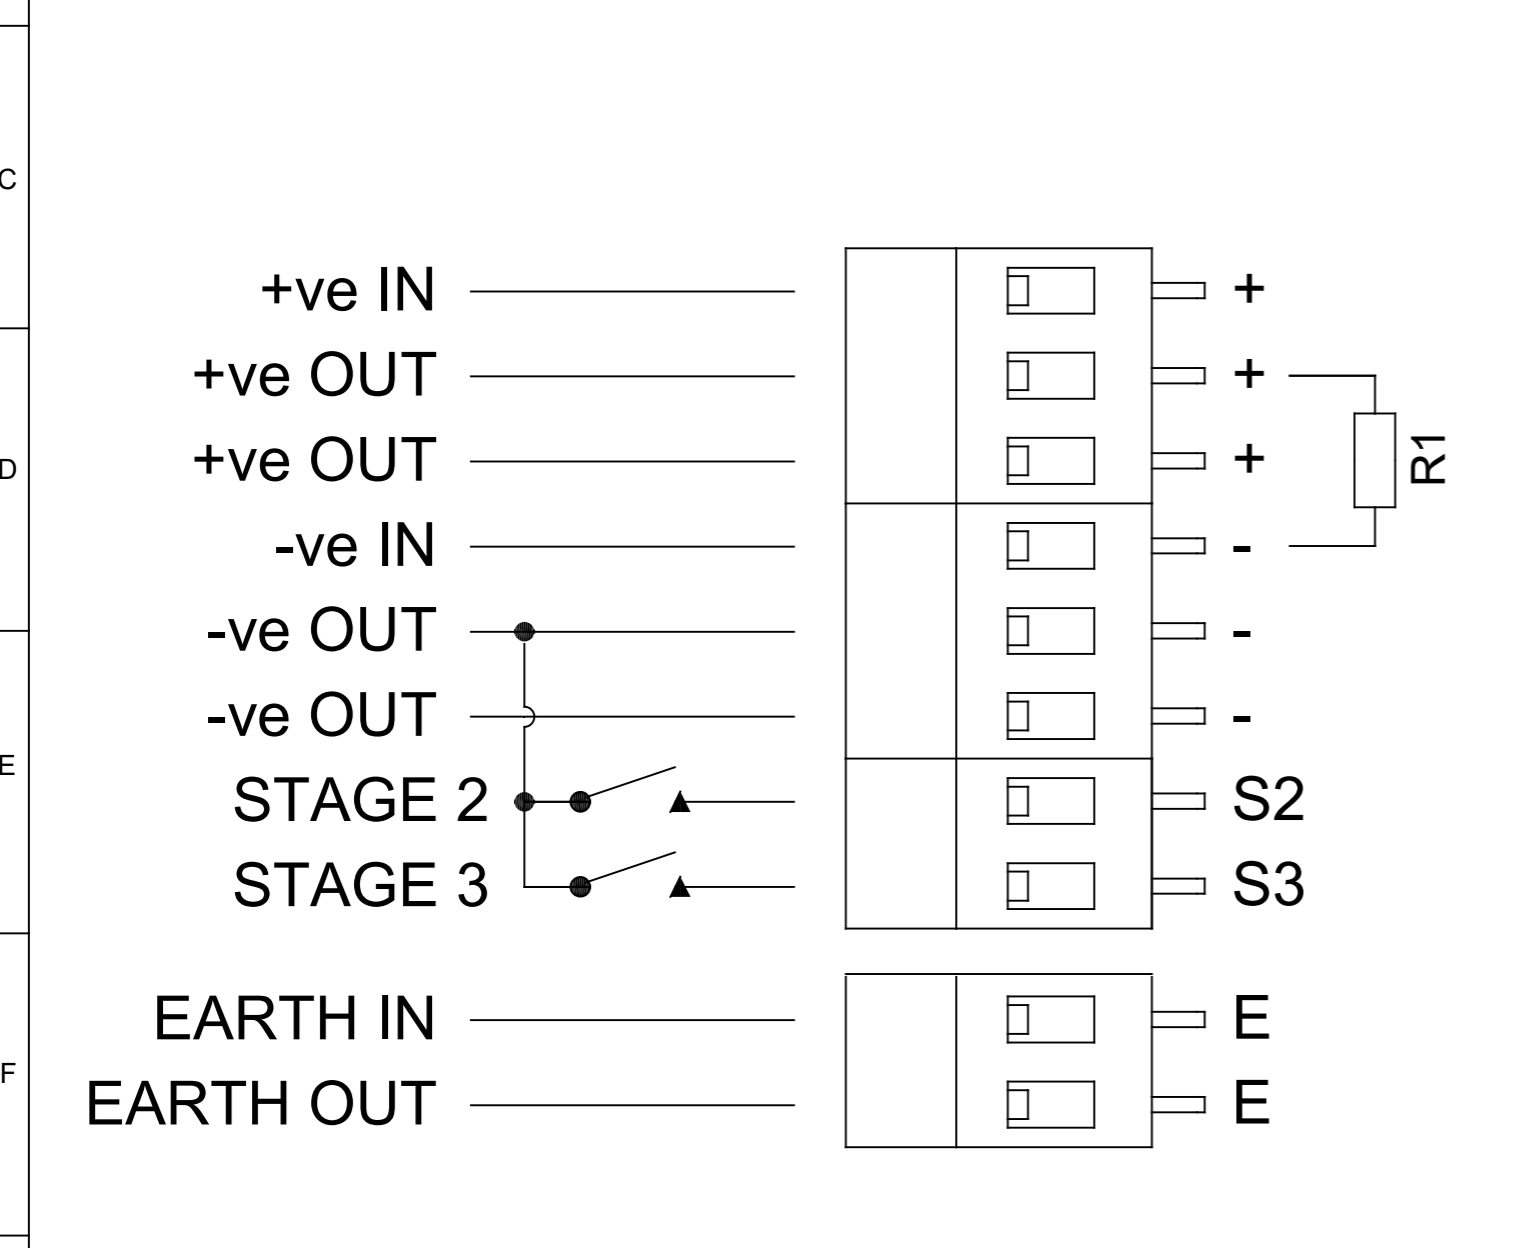 C
+ve IN +
+ve OUT +
D
+ve OUT + R1
-ve IN -
-ve OUT -
-ve OUT -
E
STAGE 2 S2
STAGE 3 S3
EARTH IN E
F
EARTH OUT E